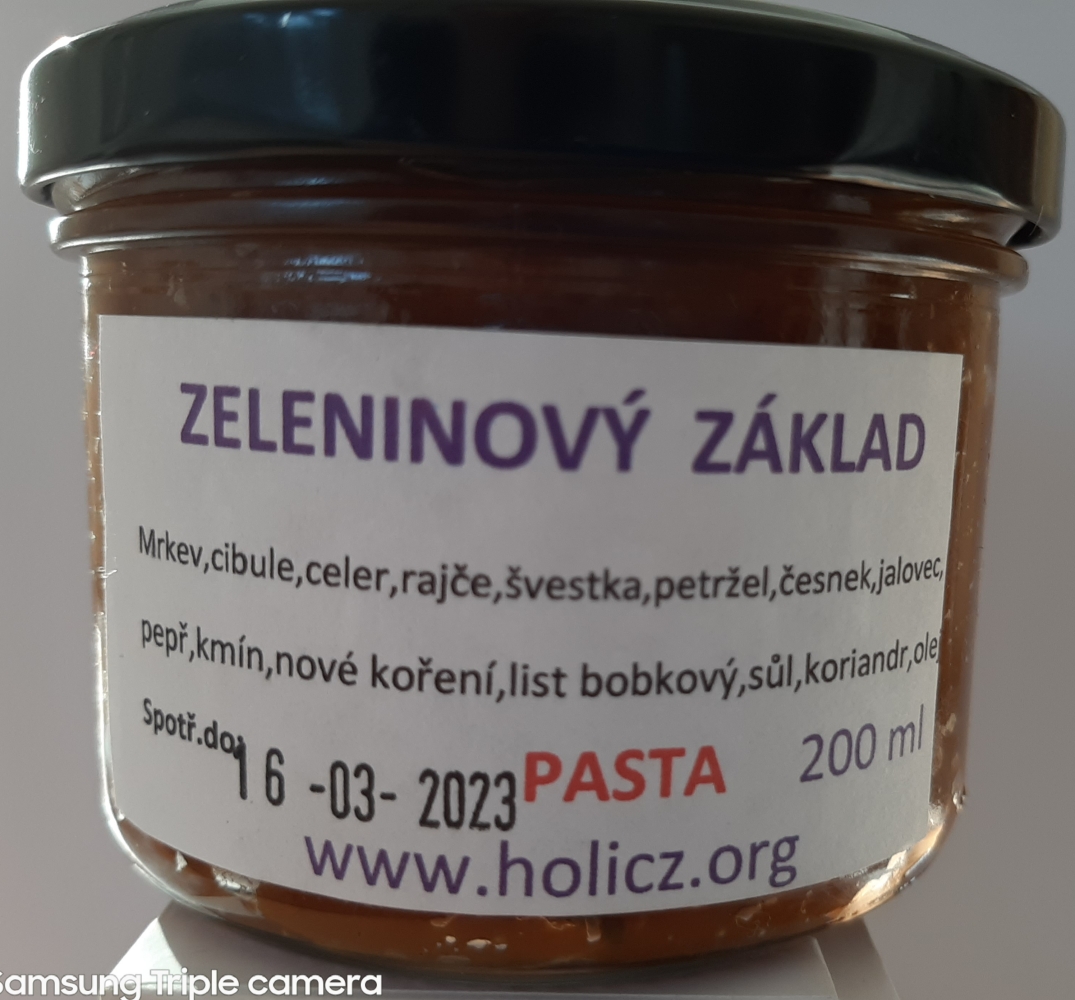 ZELENINOVÝ ZÁKLAD
Mrkev,cibule,celer,rajče,švestka,petržel,česnek,jalovec,
pepř,kmín,nové koření,list bobkový,sůl,koriandr,olej
Spotř.do: 16 -03- 2023 PASTA 200 ml
www.holicz.org
Samsung Triple camera